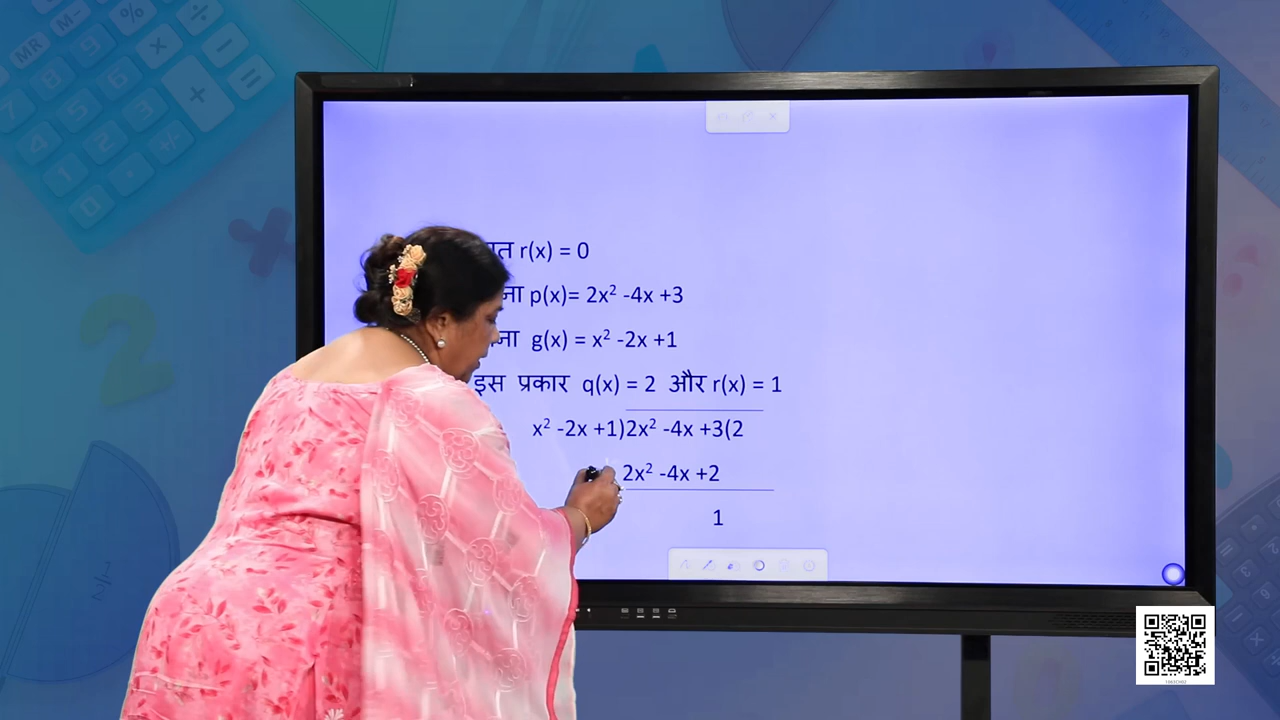 r(x) = 0
p(x)= 2x² -4x +3
g(x) = x² -2x +1
इस प्रकार q(x) = 2 और r(x) = 1
x² -2x +1)2x² -4x +3(2
2x² -4x +2
1